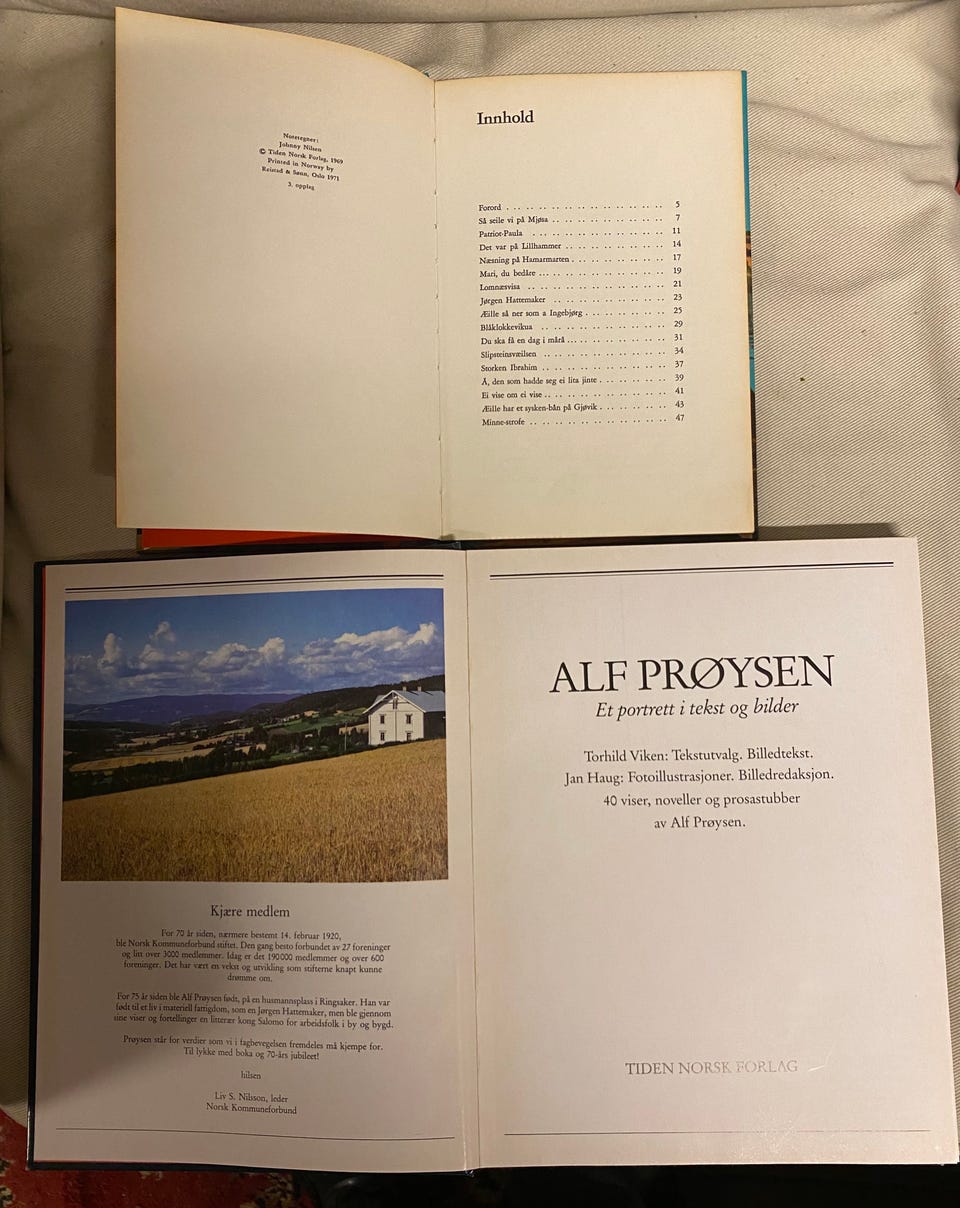 Notetegner:
Johnny Nilsen
© Tiden Norsk Forlag, 1969
Printed in Norway by
Reistad & Sønn, Oslo 1971
3. opplag
Innhold
Forord . . . . . . . . . . . . . . 5
Så seile vi på Mjøsa . . . . . . . . . . . . 7
Patriot-Paula . . . . . . . . . . . . 11
Det var på Lillhammer . . . . . . . . . . . . 14
Næsning på Hamarmarten . . . . . . . . . . . . 17
Mari, du bedåre . . . . . . . . . . . . 19
Lomnæsvisa . . . . . . . . . . . . 21
Jørgen Hattemaker . . . . . . . . . . . . 23
Æille så ner som a Ingebjørg . . . . . . . . . . 25
Blåklokkevikua . . . . . . . . . . . . 29
Du ska få en dag i mårå . . . . . . . . . . . . 31
Slipsteinsvæilsen . . . . . . . . . . . . 34
Storken Ibrahim . . . . . . . . . . . . 37
Å, den som hadde seg ei lita jinte . . . . . . . . 39
Ei vise om ei vise . . . . . . . . . . . . 41
Æille har et sysken-bån på Gjøvik . . . . . . . . 43
Minne-strofe . . . . . . . . . . . . 47
Kjære medlem
For 70 år siden, nærmere bestemt 14. februar 1920,
ble Norsk Kommuneforbund stiftet. Den gang besto forbundet av 27 foreninger
og litt over 3000 medlemmer. Idag er det 190000 medlemmer og over 600
foreninger. Det har vært en vekst og utvikling som stifterne knapt kunne
drømme om.
For 75 år siden ble Alf Prøysen født, på en husmannsplass i Ringsaker. Han var
født til et liv i materiell fattigdom, som en Jørgen Hattemaker, men ble gjennom
sine viser og fortellinger en litterær kong Salomo for arbeidsfolk i by og bygd.
Prøysen står for verdier som vi i fagbevegelsen fremdeles må kjempe for.
Til lykke med boka og 70-års jubileet!
hilsen
Liv S. Nilsson, leder
Norsk Kommuneforbund
ALF PRØYSEN
Et portrett i tekst og bilder
Torhild Viken: Tekstutvalg. Billedtekst.
Jan Haug: Fotoillustrasjoner. Billedredaksjon.
40 viser, noveller og prosastubber
av Alf Prøysen.
TIDEN NORSK FORLAG